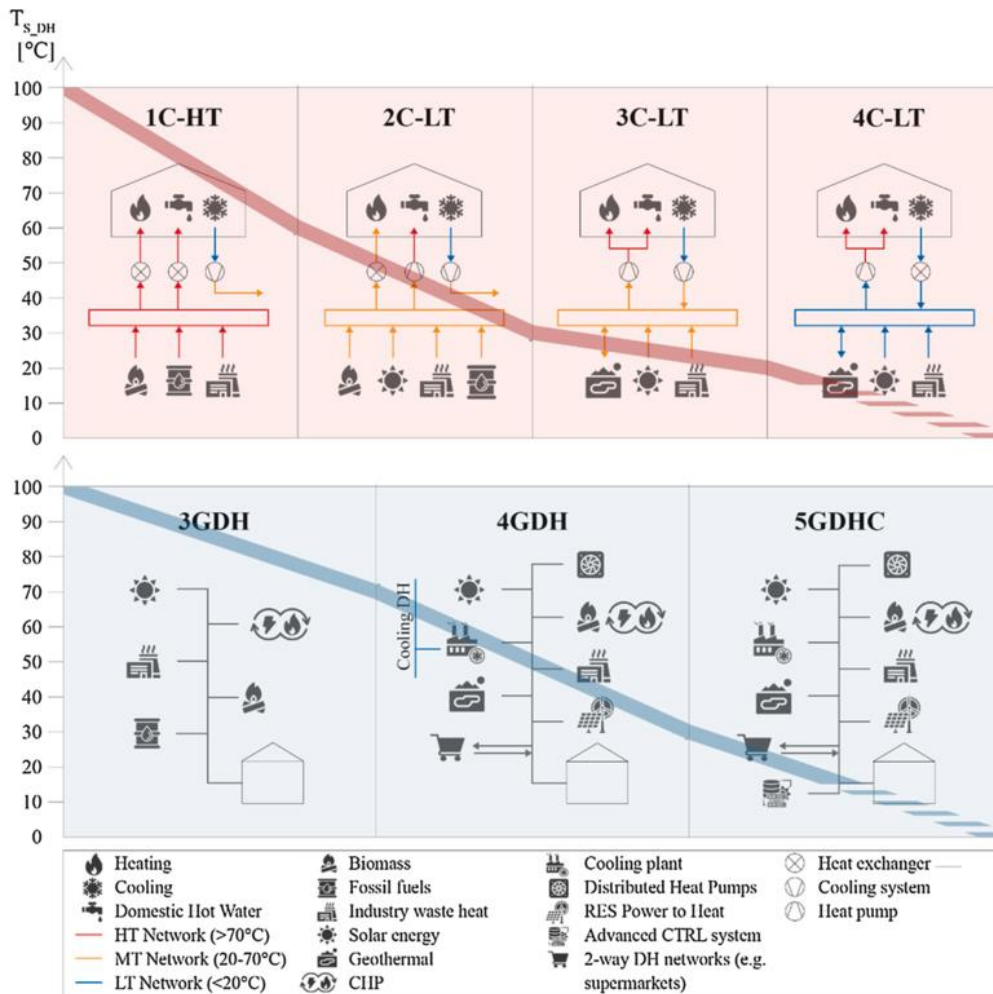 T S_DH
[°C]
100
90
80
70
60
50
40
30
20
10
0
1C-HT
2C-LT
3C-LT
4C-LT
100
90
80
70
60
50
40
30
20
10
0
3GDH
4GDH
5GDHC
Cooling DH
Heating
Cooling
Domestic Hot Water
HT Network (>70°C)
MT Network (20-70°C)
LT Network (<20°C)
Biomass
Fossil fuels
Industry waste heat
Solar energy
Geothermal
CHP
Cooling plant
Distributed Heat Pumps
RES Power to Heat
Advanced CTRL system
2-way DH networks (e.g.
supermarkets)
Heat exchanger
Cooling system
Heat pump